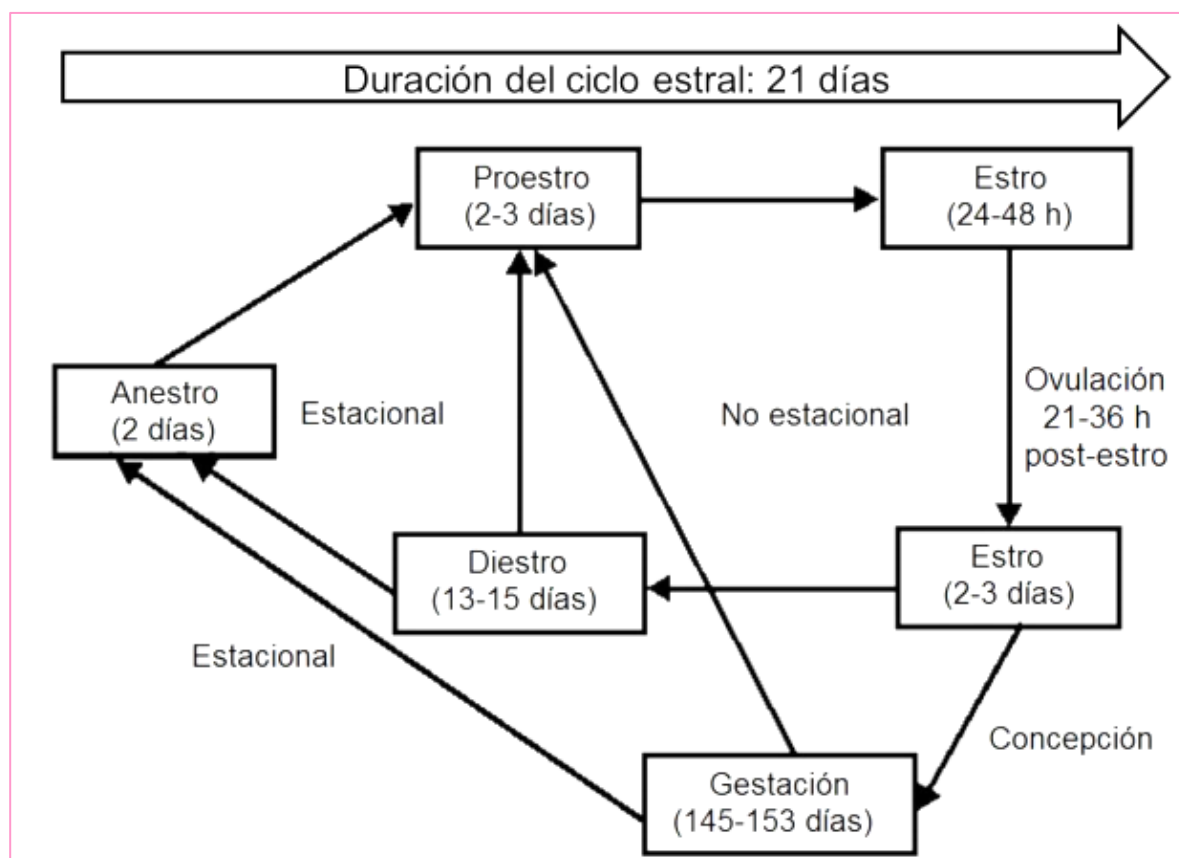 Duración del ciclo estral: 21 días
Proestro
(2-3 días)
Estro
(24-48 h)
Anestro
(2 días)
Estacional
No estacional
Ovulación
21-36 h
post-estro
Diestro
(13-15 días)
Estro
(2-3 días)
Estacional
Concepción
Gestación
(145-153 días)